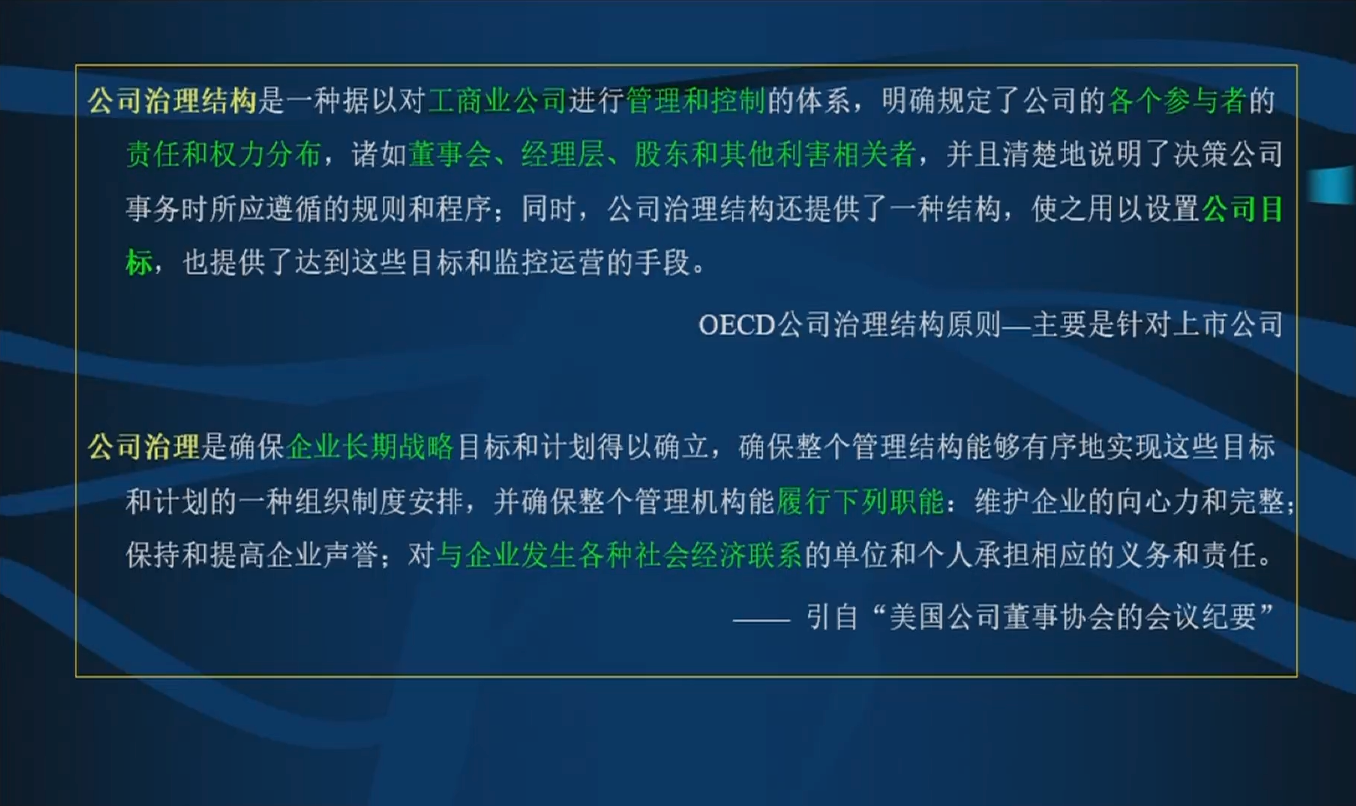 公司治理结构是一种据以对工商业公司进行管理和控制的体系，明确规定了公司的各个参与者的
责任和权力分布，诸如董事会、经理层、股东和其他利害相关者，并且清楚地说明了决策公司
事务时所应遵循的规则和程序；同时，公司治理结构还提供了一种结构，使之用以设置公司目
标，也提供了达到这些目标和监控运营的手段。
OECD公司治理结构原则—主要是针对上市公司
公司治理是确保企业长期战略目标和计划得以确立，确保整个管理结构能够有序地实现这些目标
和计划的一种组织制度安排，并确保整个管理机构能履行下列职能：维护企业的向心力和完整；
保持和提高企业声誉；对与企业发生各种社会经济联系的单位和个人承担相应的义务和责任。
—— 引自“美国公司董事协会的会议纪要”